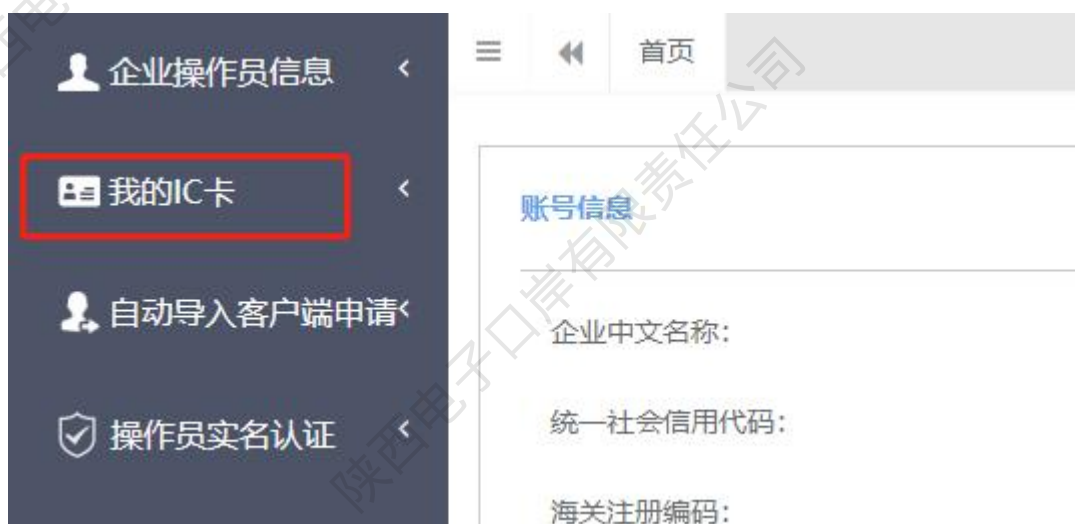 企业操作员信息
我的IC卡
自动导入客户端申请
操作员实名认证
首页
账号信息
企业中文名称:
统一社会信用代码:
海关注册编码:
陕西电子口岸有限责任公司